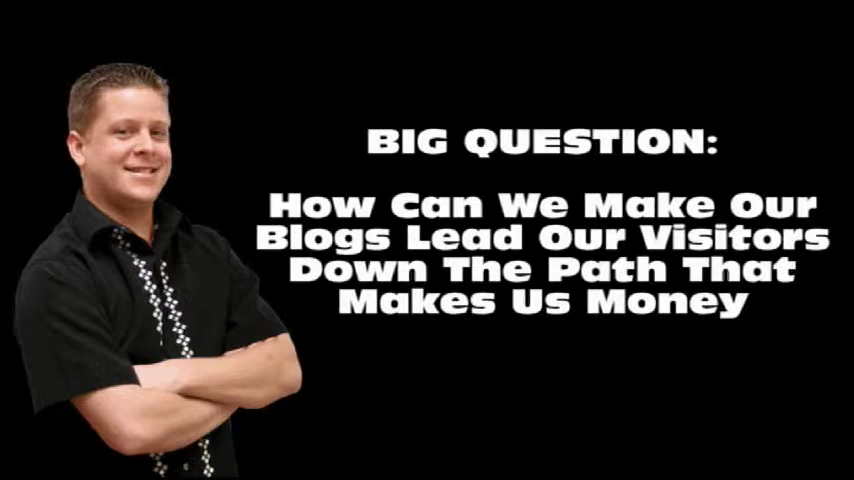 BIG QUESTION:
How Can We Make Our
Blogs Lead Our Visitors
Down The Path That
Makes Us Money